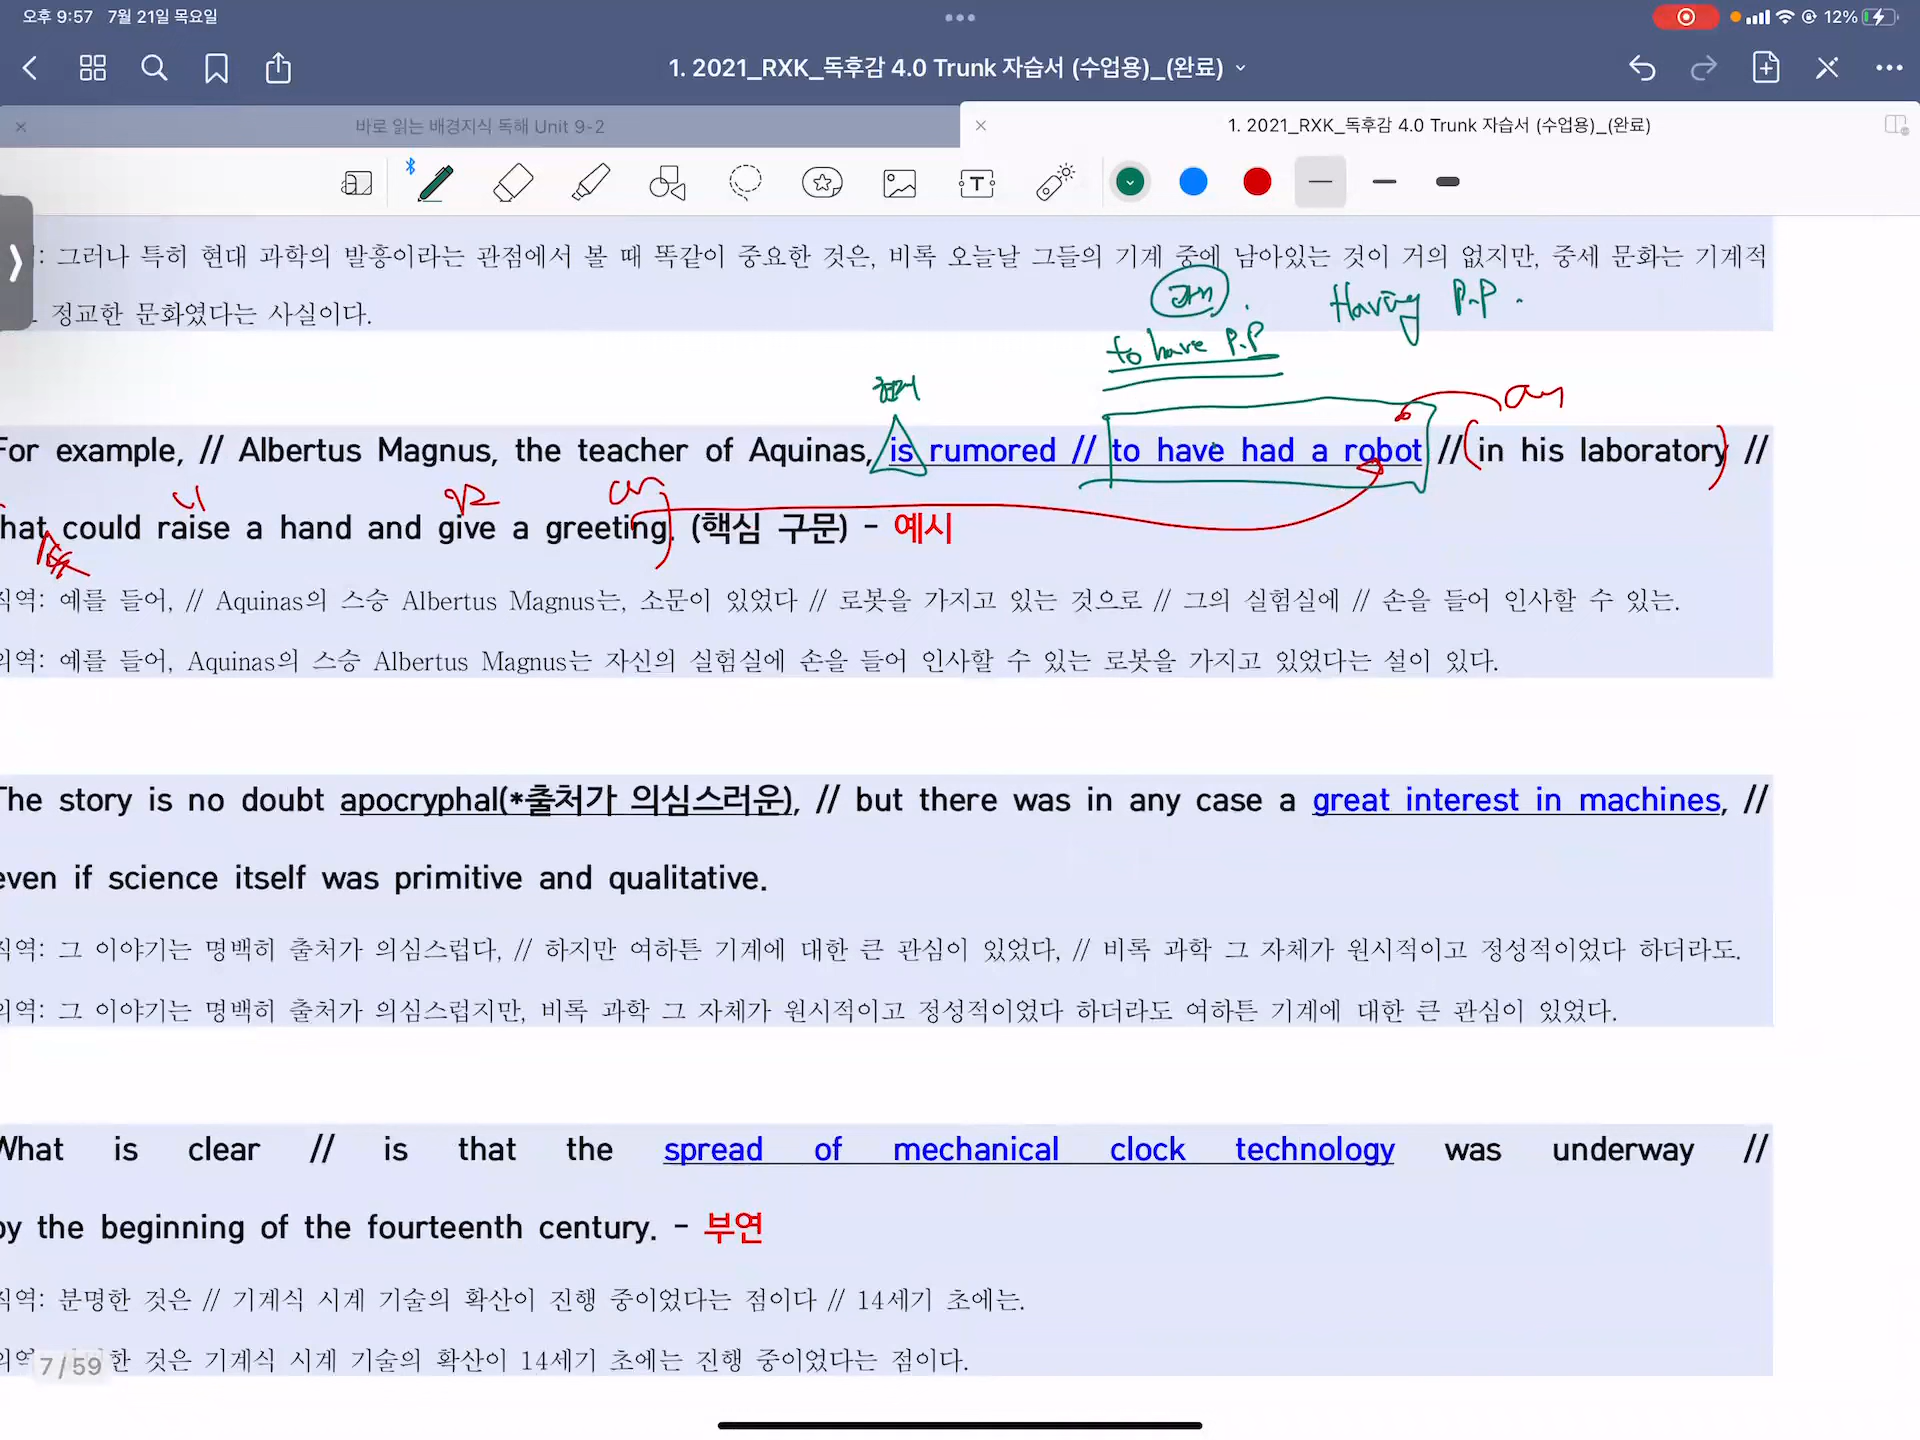 오후 9:57 7월 21일 목요일
12%
1. 2021_RXK_독후감 4.0 Trunk 자습서 (수업용)_(완료)
바로 읽는 배경지식 독해 Unit 9-2
1. 2021_RXK_독후감 4.0 Trunk 자습서 (수업용)_(완료)
: 그러나 특히 현대 과학의 발흥이라는 관점에서 볼 때 똑같이 중요한 것은, 비록 오늘날 그들의 기계 중에 남아있는 것이 거의 없지만, 중세 문화는 기계적
정교한 문화였다는 사실이다.
Having P.P.
to have P.P
For example, // Albertus Magnus, the teacher of Aquinas, is rumored // to have had a robot // (in his laboratory) //
v1 v2
hat could raise a hand and give a greeting. (핵심 구문) - 예시
직역: 예를 들어, // Aquinas의 스승 Albertus Magnus는, 소문이 있었다 // 로봇을 가지고 있는 것으로 // 그의 실험실에 // 손을 들어 인사할 수 있는.
의역: 예를 들어, Aquinas의 스승 Albertus Magnus는 자신의 실험실에 손을 들어 인사할 수 있는 로봇을 가지고 있었다는 설이 있다.
The story is no doubt apocryphal(*출처가 의심스러운), // but there was in any case a great interest in machines, //
even if science itself was primitive and qualitative.
직역: 그 이야기는 명백히 출처가 의심스럽다, // 하지만 여하튼 기계에 대한 큰 관심이 있었다, // 비록 과학 그 자체가 원시적이고 정성적이었다 하더라도.
의역: 그 이야기는 명백히 출처가 의심스럽지만, 비록 과학 그 자체가 원시적이고 정성적이었다 하더라도 여하튼 기계에 대한 큰 관심이 있었다.
What is clear // is that the spread of mechanical clock technology was underway //
by the beginning of the fourteenth century. - 부연
직역: 분명한 것은 // 기계식 시계 기술의 확산이 진행 중이었다는 점이다 // 14세기 초에는.
의역: 한 것은 기계식 시계 기술의 확산이 14세기 초에는 진행 중이었다는 점이다.
7 / 59